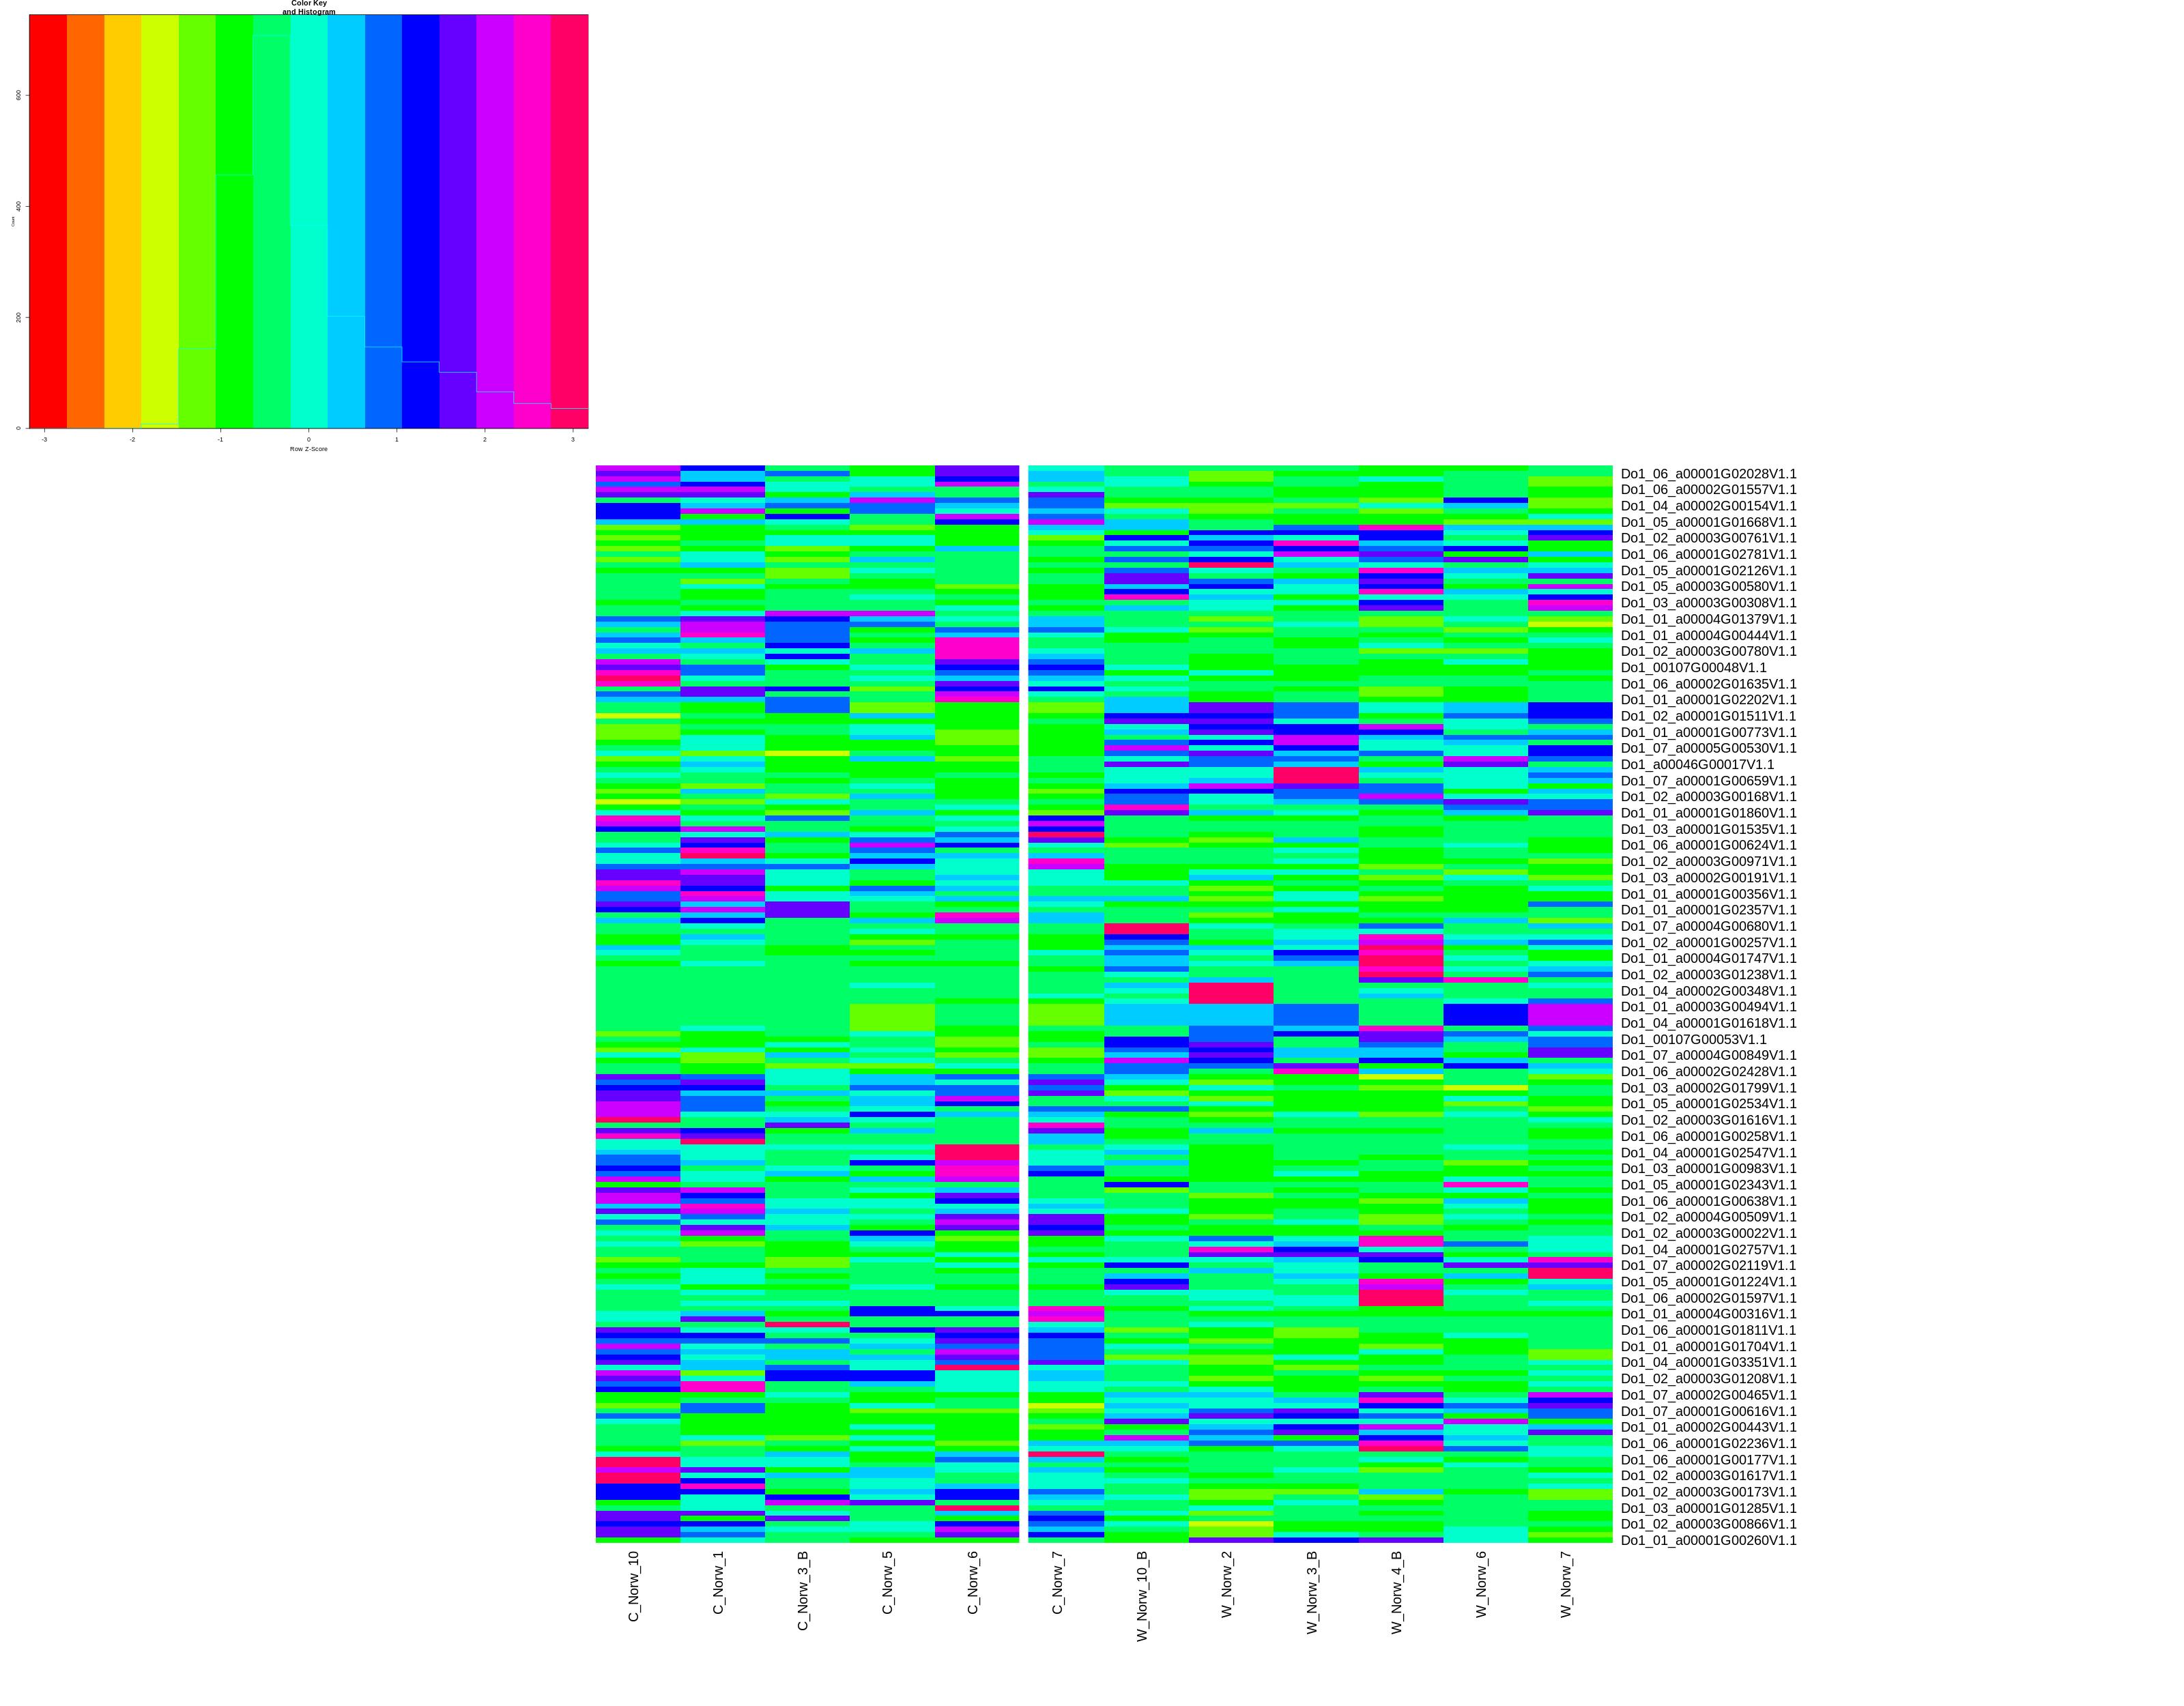 Color Key
and Histogram
600
400
200
0
Count
-3 -2 -1 0 1 2 3
Row Z-Score
Do1_06_a00001G02028V1.1
Do1_06_a00002G01557V1.1
Do1_04_a00002G00154V1.1
Do1_05_a00001G01668V1.1
Do1_02_a00003G00761V1.1
Do1_06_a00001G02781V1.1
Do1_05_a00001G02126V1.1
Do1_05_a00003G00580V1.1
Do1_03_a00003G00308V1.1
Do1_01_a00004G01379V1.1
Do1_01_a00004G00444V1.1
Do1_02_a00003G00780V1.1
Do1_00107G00048V1.1
Do1_06_a00002G01635V1.1
Do1_01_a00001G02202V1.1
Do1_02_a00001G01511V1.1
Do1_01_a00001G00773V1.1
Do1_07_a00005G00530V1.1
Do1_a00046G00017V1.1
Do1_07_a00001G00659V1.1
Do1_02_a00003G00168V1.1
Do1_01_a00001G01860V1.1
Do1_03_a00001G01535V1.1
Do1_06_a00001G00624V1.1
Do1_02_a00003G00971V1.1
Do1_03_a00002G00191V1.1
Do1_01_a00001G00356V1.1
Do1_01_a00001G02357V1.1
Do1_07_a00004G00680V1.1
Do1_02_a00001G00257V1.1
Do1_01_a00004G01747V1.1
Do1_02_a00003G01238V1.1
Do1_04_a00002G00348V1.1
Do1_01_a00003G00494V1.1
Do1_04_a00001G01618V1.1
Do1_00107G00053V1.1
Do1_07_a00004G00849V1.1
Do1_06_a00002G02428V1.1
Do1_03_a00002G01799V1.1
Do1_05_a00001G02534V1.1
Do1_02_a00003G01616V1.1
Do1_06_a00001G00258V1.1
Do1_04_a00001G02547V1.1
Do1_03_a00001G00983V1.1
Do1_05_a00001G02343V1.1
Do1_06_a00001G00638V1.1
Do1_02_a00004G00509V1.1
Do1_02_a00003G00022V1.1
Do1_04_a00001G02757V1.1
Do1_07_a00002G02119V1.1
Do1_05_a00001G01224V1.1
Do1_06_a00002G01597V1.1
Do1_01_a00004G00316V1.1
Do1_06_a00001G01811V1.1
Do1_01_a00001G01704V1.1
Do1_04_a00001G03351V1.1
Do1_02_a00003G01208V1.1
Do1_07_a00002G00465V1.1
Do1_07_a00001G00616V1.1
Do1_01_a00002G00443V1.1
Do1_06_a00001G02236V1.1
Do1_06_a00001G00177V1.1
Do1_02_a00003G01617V1.1
Do1_02_a00003G00173V1.1
Do1_03_a00001G01285V1.1
Do1_02_a00003G00866V1.1
Do1_01_a00001G00260V1.1
C_Norw_10
C_Norw_1
C_Norw_3_B
C_Norw_5
C_Norw_6
C_Norw_7
W_Norw_10_B
W_Norw_2
W_Norw_3_B
W_Norw_4_B
W_Norw_6
W_Norw_7